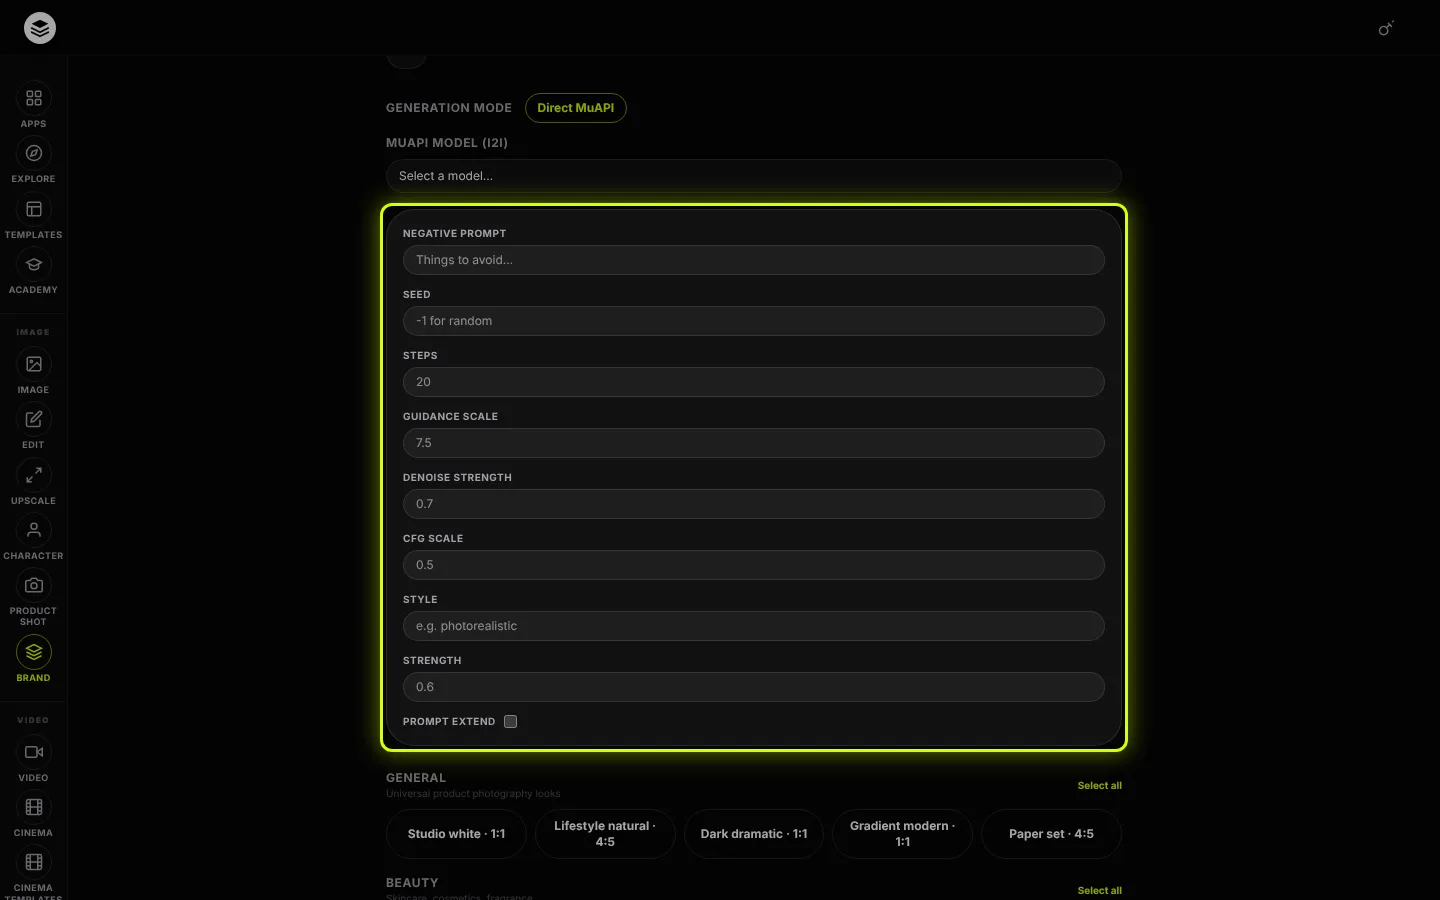 APPS
EXPLORE
TEMPLATES
ACADEMY
IMAGE
IMAGE
EDIT
UPSCALE
CHARACTER
PRODUCT
SHOT
BRAND
VIDEO
VIDEO
CINEMA
CINEMA
TEMPLATES
GENERATION MODE Direct MuAPI
MUAPI MODEL (I2I)
Select a model...
NEGATIVE PROMPT
Things to avoid...
SEED
-1 for random
STEPS
20
GUIDANCE SCALE
7.5
DENOISE STRENGTH
0.7
CFG SCALE
0.5
STYLE
e.g. photorealistic
STRENGTH
0.6
PROMPT EXTEND
GENERAL Select all
Universal product photography looks
Studio white · 1:1
Lifestyle natural ·
4:5
Dark dramatic · 1:1
Gradient modern ·
1:1
Paper set · 4:5
BEAUTY Select all
Skincare, cosmetics, fragrance